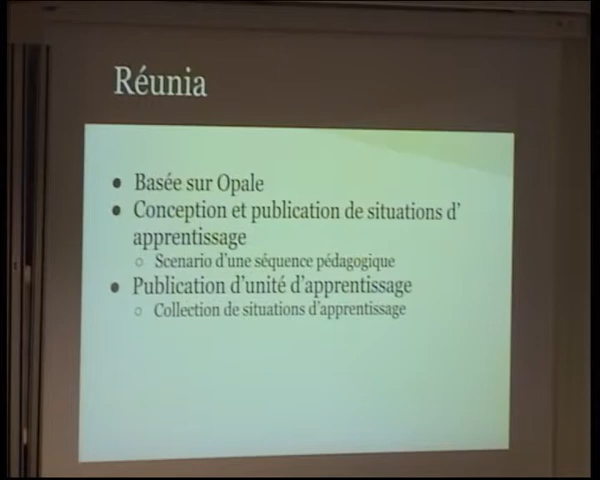 Réunia
● Basée sur Opale
● Conception et publication de situations d'
apprentissage
○ Scenario d'une séquence pédagogique
● Publication d'unité d'apprentissage
○ Collection de situations d'apprentissage